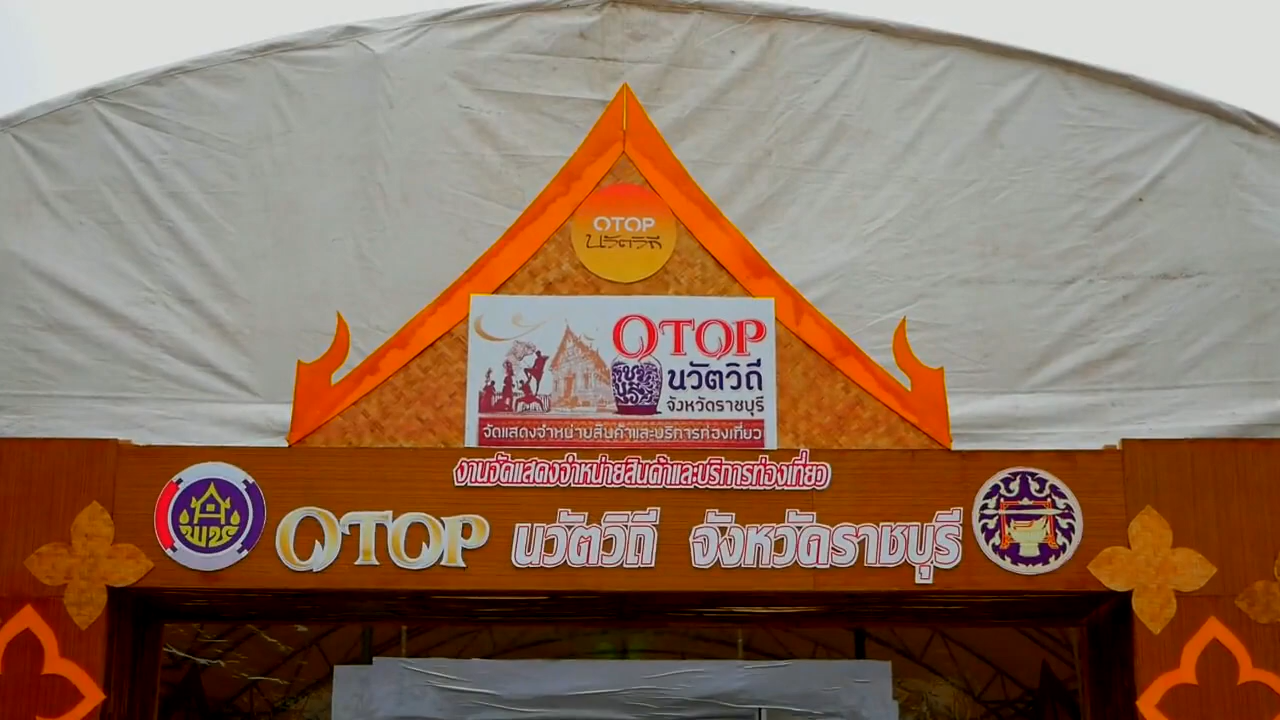 OTOP
นวัตวิถี
OTOP
นวัตวิถี
จังหวัดราชบุรี
จัดแสดงจำหน่ายสินค้าและบริการท่องเที่ยว
งานจัดแสดงจำหน่ายสินค้าและบริการท่องเที่ยว
พช
OTOP นวัตวิถี จังหวัดราชบุรี